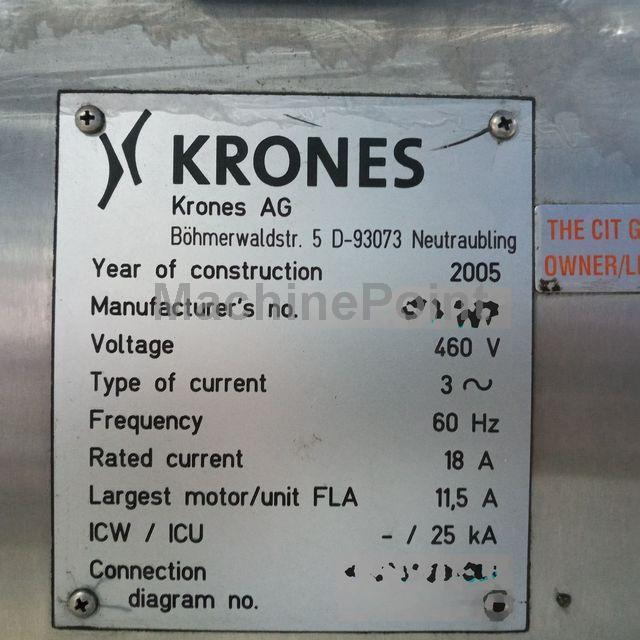 KRONES
Krones AG
Böhmerwaldstr. 5 D-93073 Neutraubling
THE CIT G
OWNER/LE
Year of construction 2005
Manufacturer's no.
MachinePoint
Voltage 460 V
Type of current 3 ~
Frequency 60 Hz
Rated current 18 A
Largest motor/unit FLA 11,5 A
ICW / ICU - / 25 kA
Connection
diagram no.